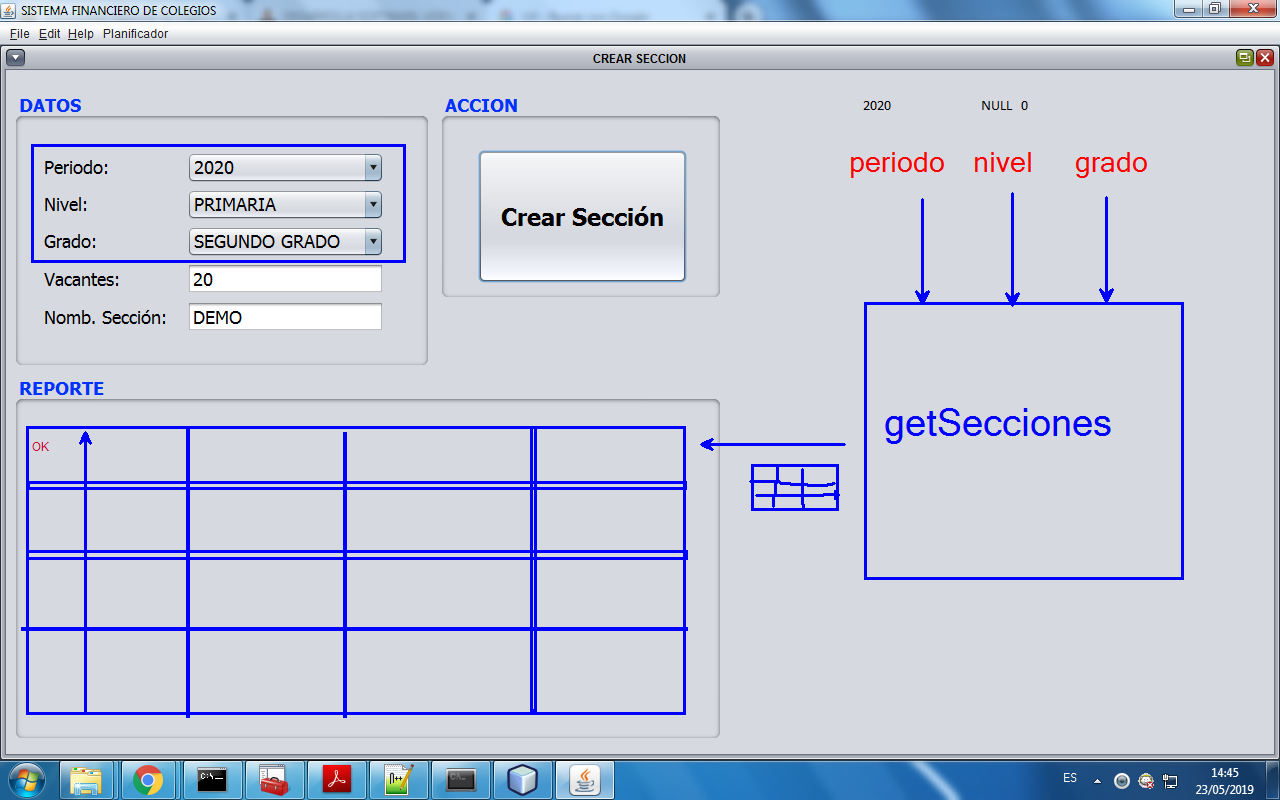 SISTEMA FINANCIERO DE COLEGIOS
File Edit Help Planificador
CREAR SECCION
DATOS
Periodo: 2020
Nivel: PRIMARIA
Grado: SEGUNDO GRADO
Vacantes: 20
Nomb. Sección: DEMO
ACCION
Crear Sección
2020 NULL 0
periodo nivel grado
getSecciones
REPORTE
OK
ES
14:45
23/05/2019